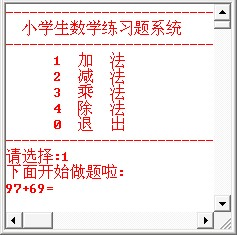 小学生数学练习题系统
1 加 法
2 减 法
3 乘 法
4 除 法
0 退 出
请选择:1
下面开始做题啦:
97+69=